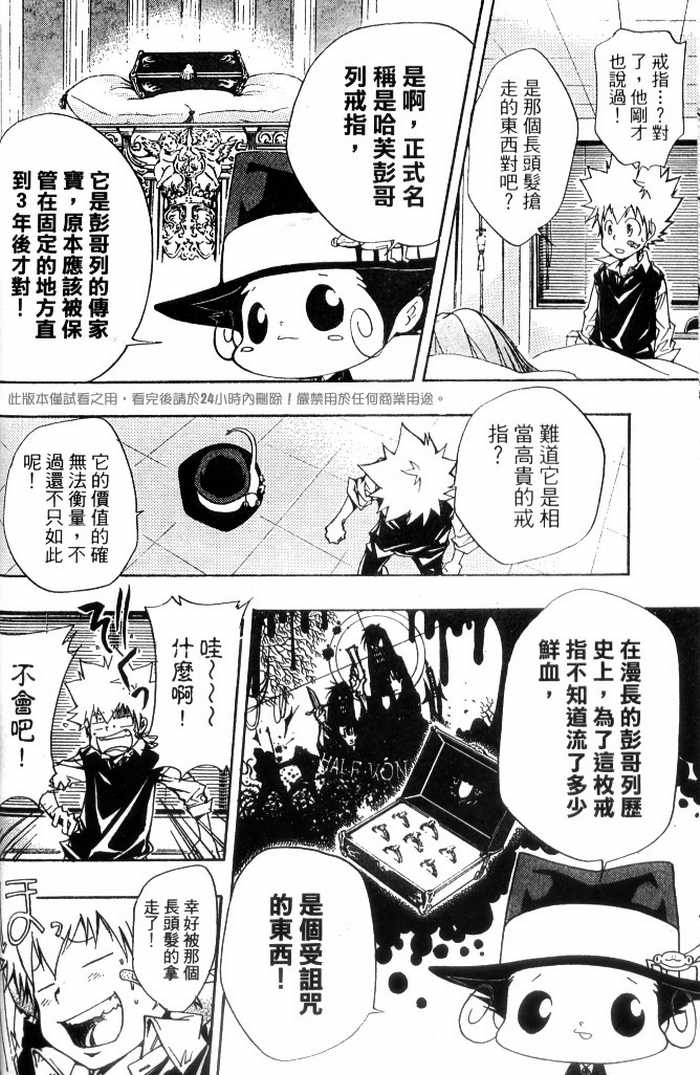 戒指…？對
了，他剛才
也說過！
是那個長頭髮搶
走的東西對吧？
是啊，正式名
稱是哈芙彭哥
列戒指，
它是彭哥列的傳家
寶，原本應該被保
管在固定的地方直
到3年後才對！
此版本僅試看之用，看完後請於24小時內刪除！嚴禁用於任何商業用途。
難道它是相
當高貴的戒
指？
它的價值的確
無法衡量，不
過還不只如此
呢！
在漫長的彭哥列歷
史上，為了這枚戒
指不知道流了多少
鮮血，
HALF VON
是個受詛咒
的東西！
哇～～～
什麼啊！
不會吧！
幸好被那個
長頭髮的拿
走了！